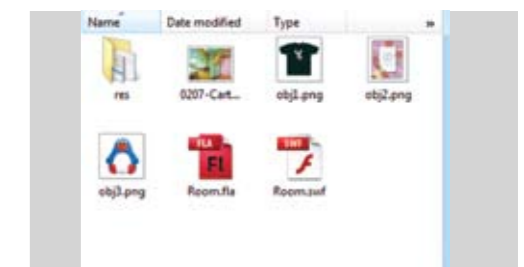 Name Date modified Type »
res 0207-Cart... obj1.png obj2.png
FLA SWF
Fl
obj3.png Room.fla Room.swf